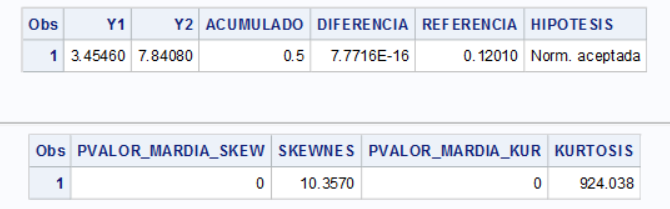 Obs Y1 Y2 ACUMULADO DIFERENCIA REFERENCIA HIPOTESIS
1 3.45460 7.84080 0.5 7.7716E-16 0.12010 Norm. aceptada
Obs PVALOR_MARDIA_SKEW SKEWNES PVALOR_MARDIA_KUR KURTOSIS
1 0 10.3570 0 924.038